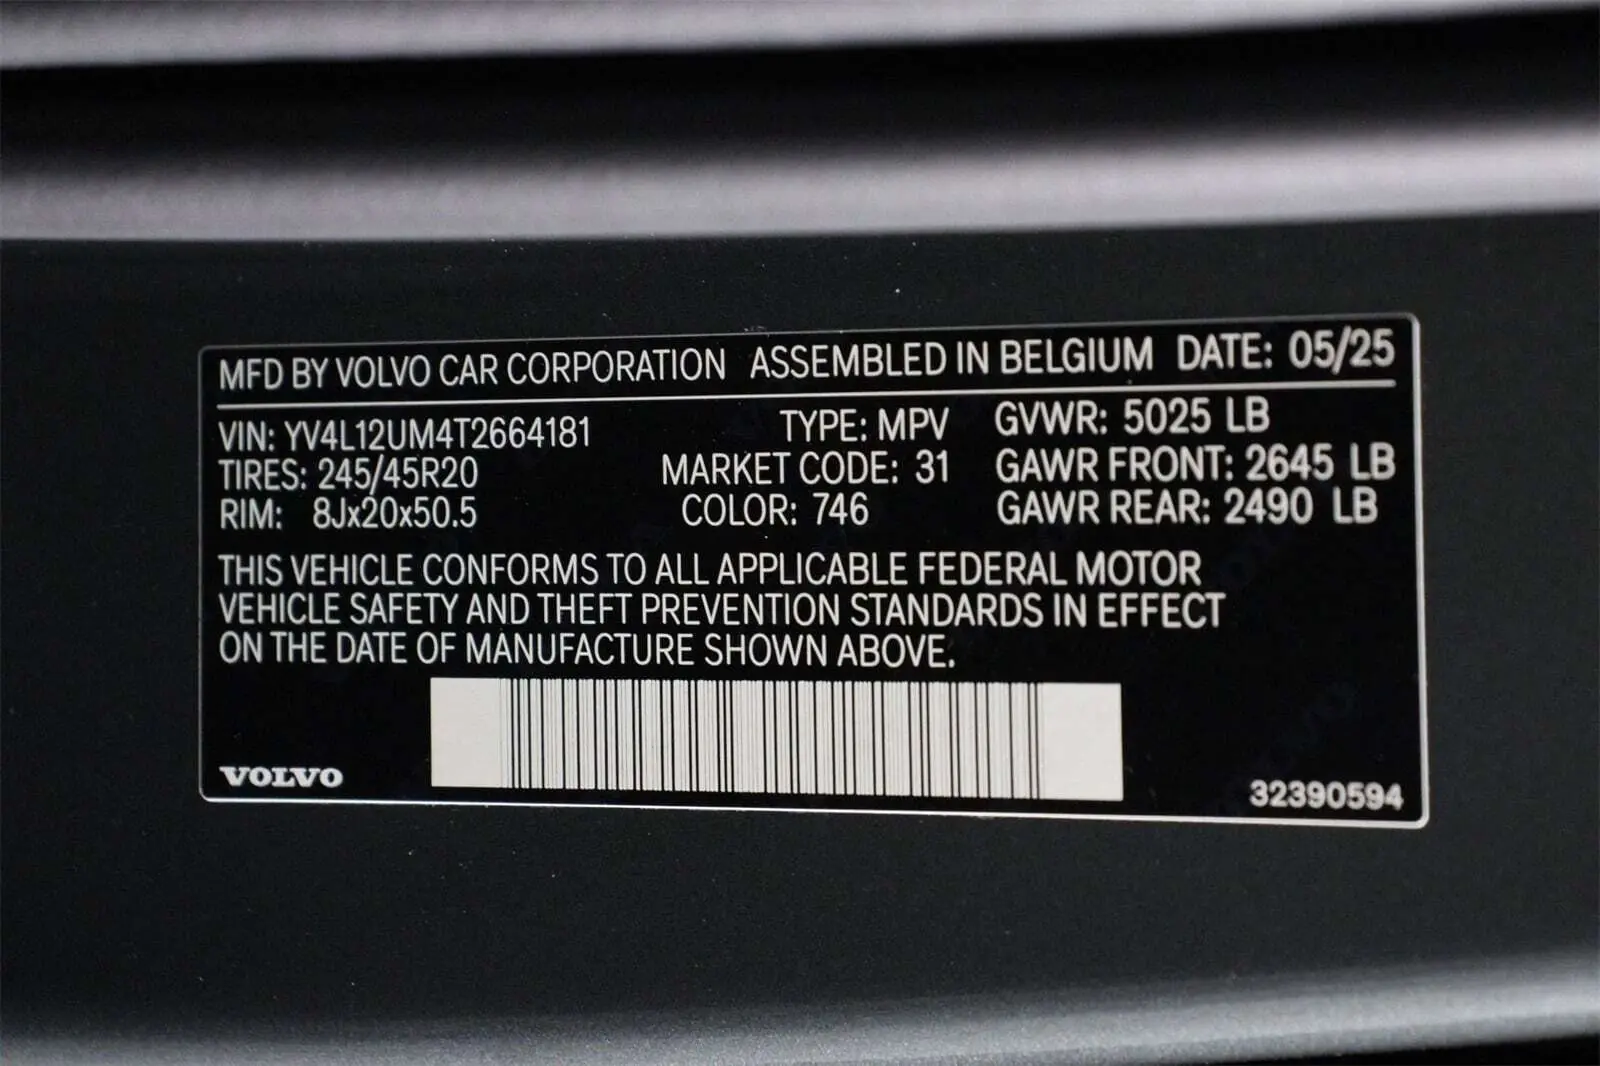 MFD BY VOLVO CAR CORPORATION ASSEMBLED IN BELGIUM DATE: 05/25
VIN: YV4L12UM4T2664181 TYPE: MPV GVWR: 5025 LB
TIRES: 245/45R20 MARKET CODE: 31 GAWR FRONT: 2645 LB
RIM: 8Jx20x50.5 COLOR: 746 GAWR REAR: 2490 LB
THIS VEHICLE CONFORMS TO ALL APPLICABLE FEDERAL MOTOR
VEHICLE SAFETY AND THEFT PREVENTION STANDARDS IN EFFECT
ON THE DATE OF MANUFACTURE SHOWN ABOVE.
VOLVO 32390594